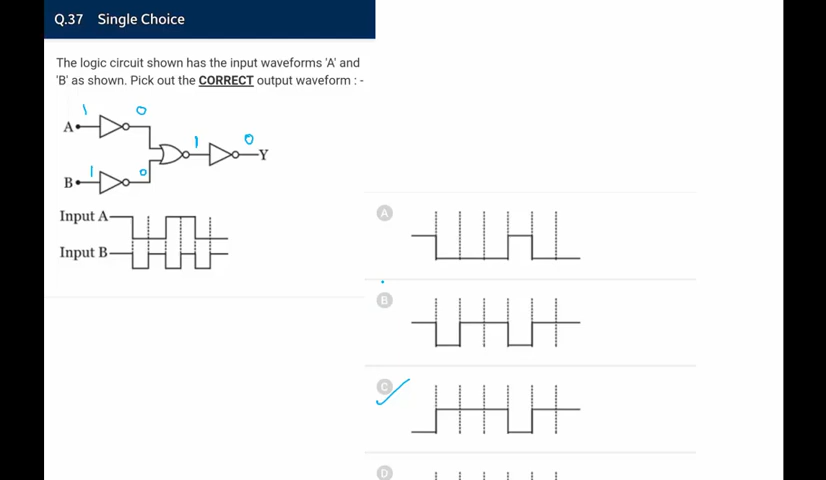 Q.37 Single Choice
The logic circuit shown has the input waveforms 'A' and
'B' as shown. Pick out the CORRECT output waveform : -
1 0
A
1 0
Y
1 0
B
Input A
Input B
A
B
C
D